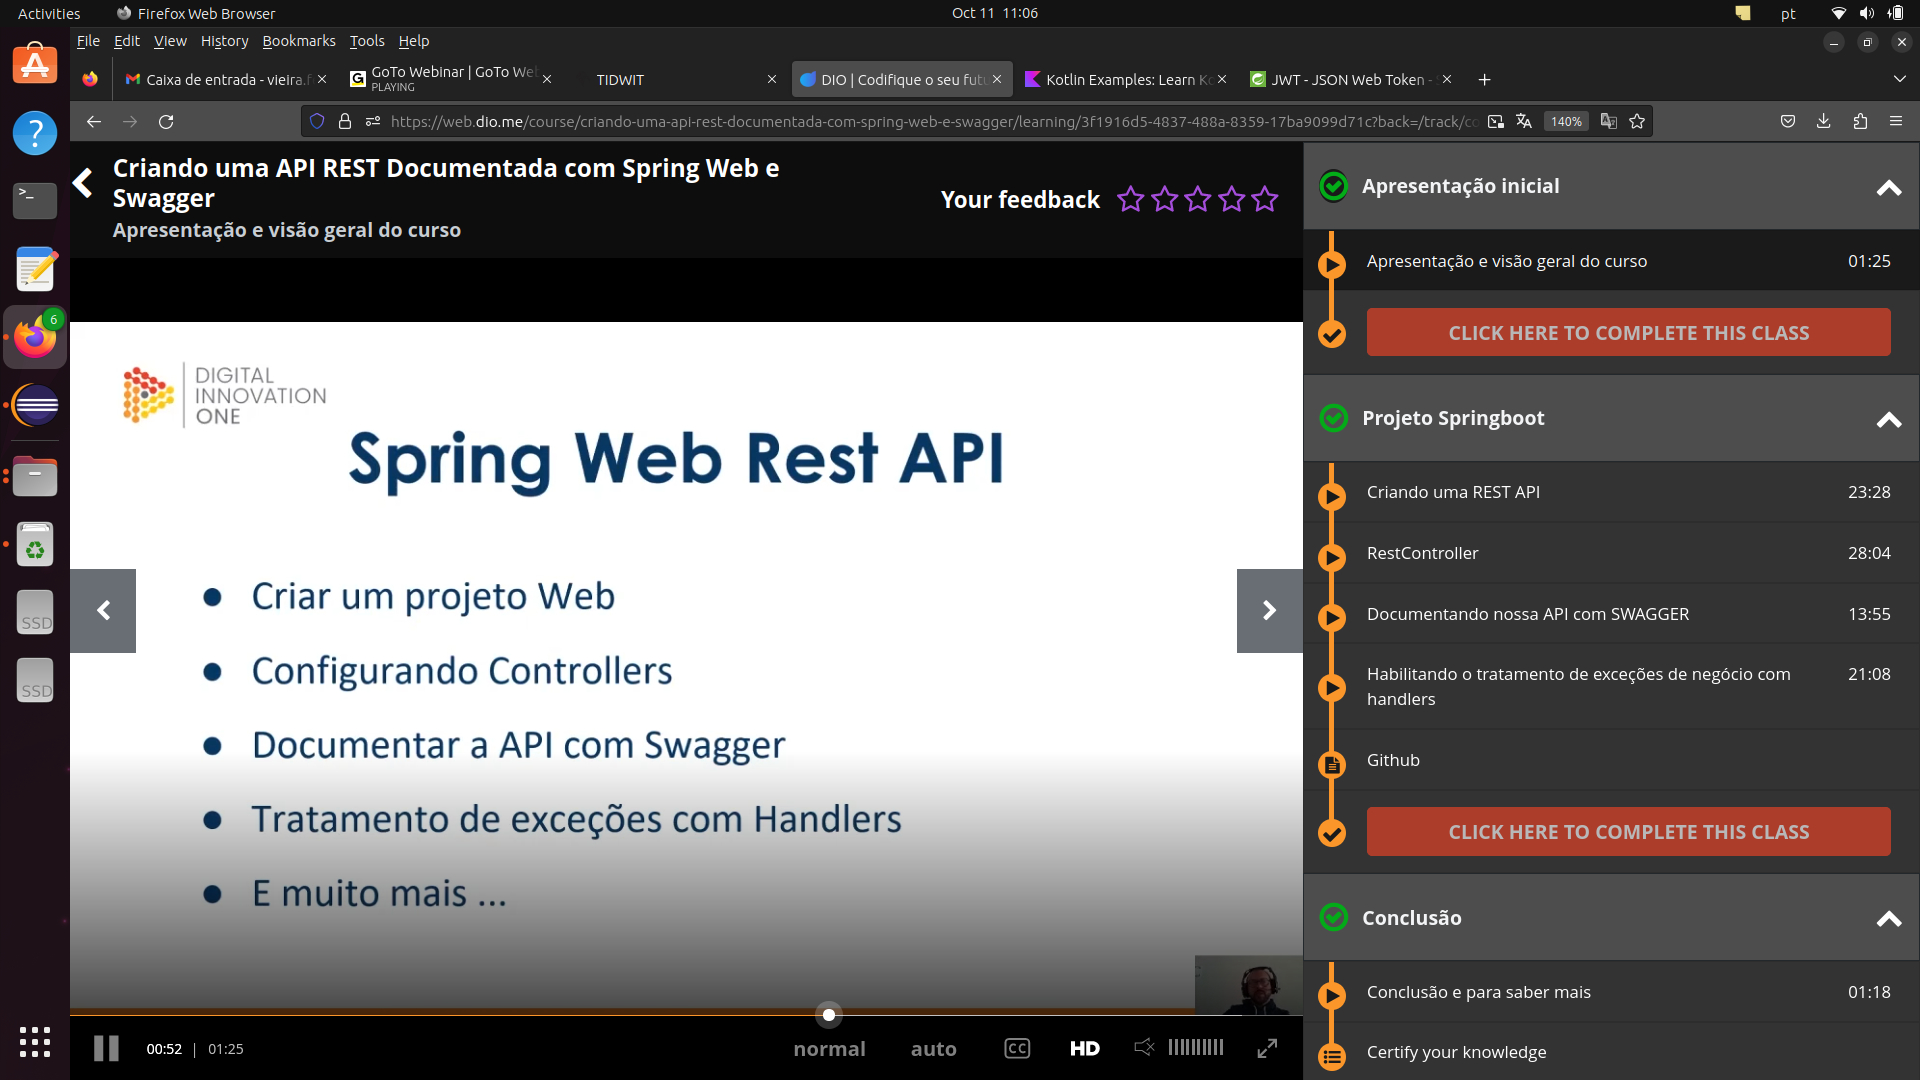 Activities
Firefox Web Browser
Oct 11 11:06
pt
File Edit View History Bookmarks Tools Help
Caixa de entrada - vieira.f
GoTo Webinar | GoTo We
PLAYING
TIDWIT
DIO | Codifique o seu futu
Kotlin Examples: Learn Ko
JWT - JSON Web Token -
https://web.dio.me/course/criando-uma-api-rest-documentada-com-spring-web-e-swagger/learning/3f1916d5-4837-488a-8359-17ba9099d71c?back=/track/co
140%
6
SSD
SSD
Criando uma API REST Documentada com Spring Web e
Swagger
Apresentação e visão geral do curso
Your feedback
DIGITAL
INNOVATION
ONE
Spring Web Rest API
● Criar um projeto Web
● Configurando Controllers
● Documentar a API com Swagger
● Tratamento de exceções com Handlers
● E muito mais ...
00:52 | 01:25
normal
auto
CC
HD
Apresentação inicial
Apresentação e visão geral do curso 01:25
CLICK HERE TO COMPLETE THIS CLASS
Projeto Springboot
Criando uma REST API 23:28
RestController 28:04
Documentando nossa API com SWAGGER 13:55
Habilitando o tratamento de exceções de negócio com 21:08
handlers
Github
CLICK HERE TO COMPLETE THIS CLASS
Conclusão
Conclusão e para saber mais 01:18
Certify your knowledge